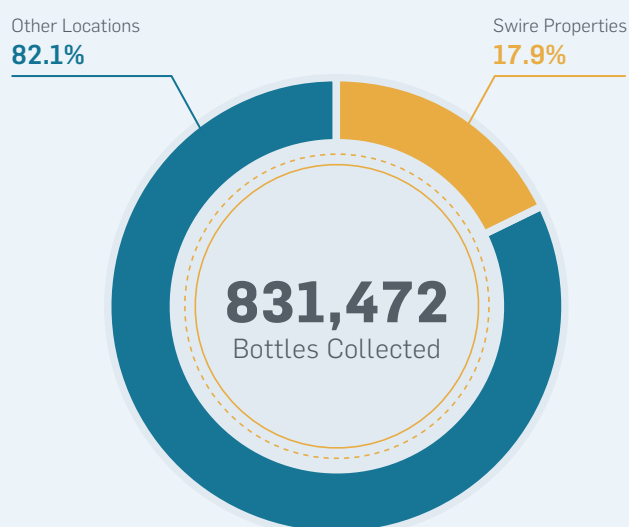 Other Locations
82.1%
Swire Properties
17.9%
831,472
Bottles Collected